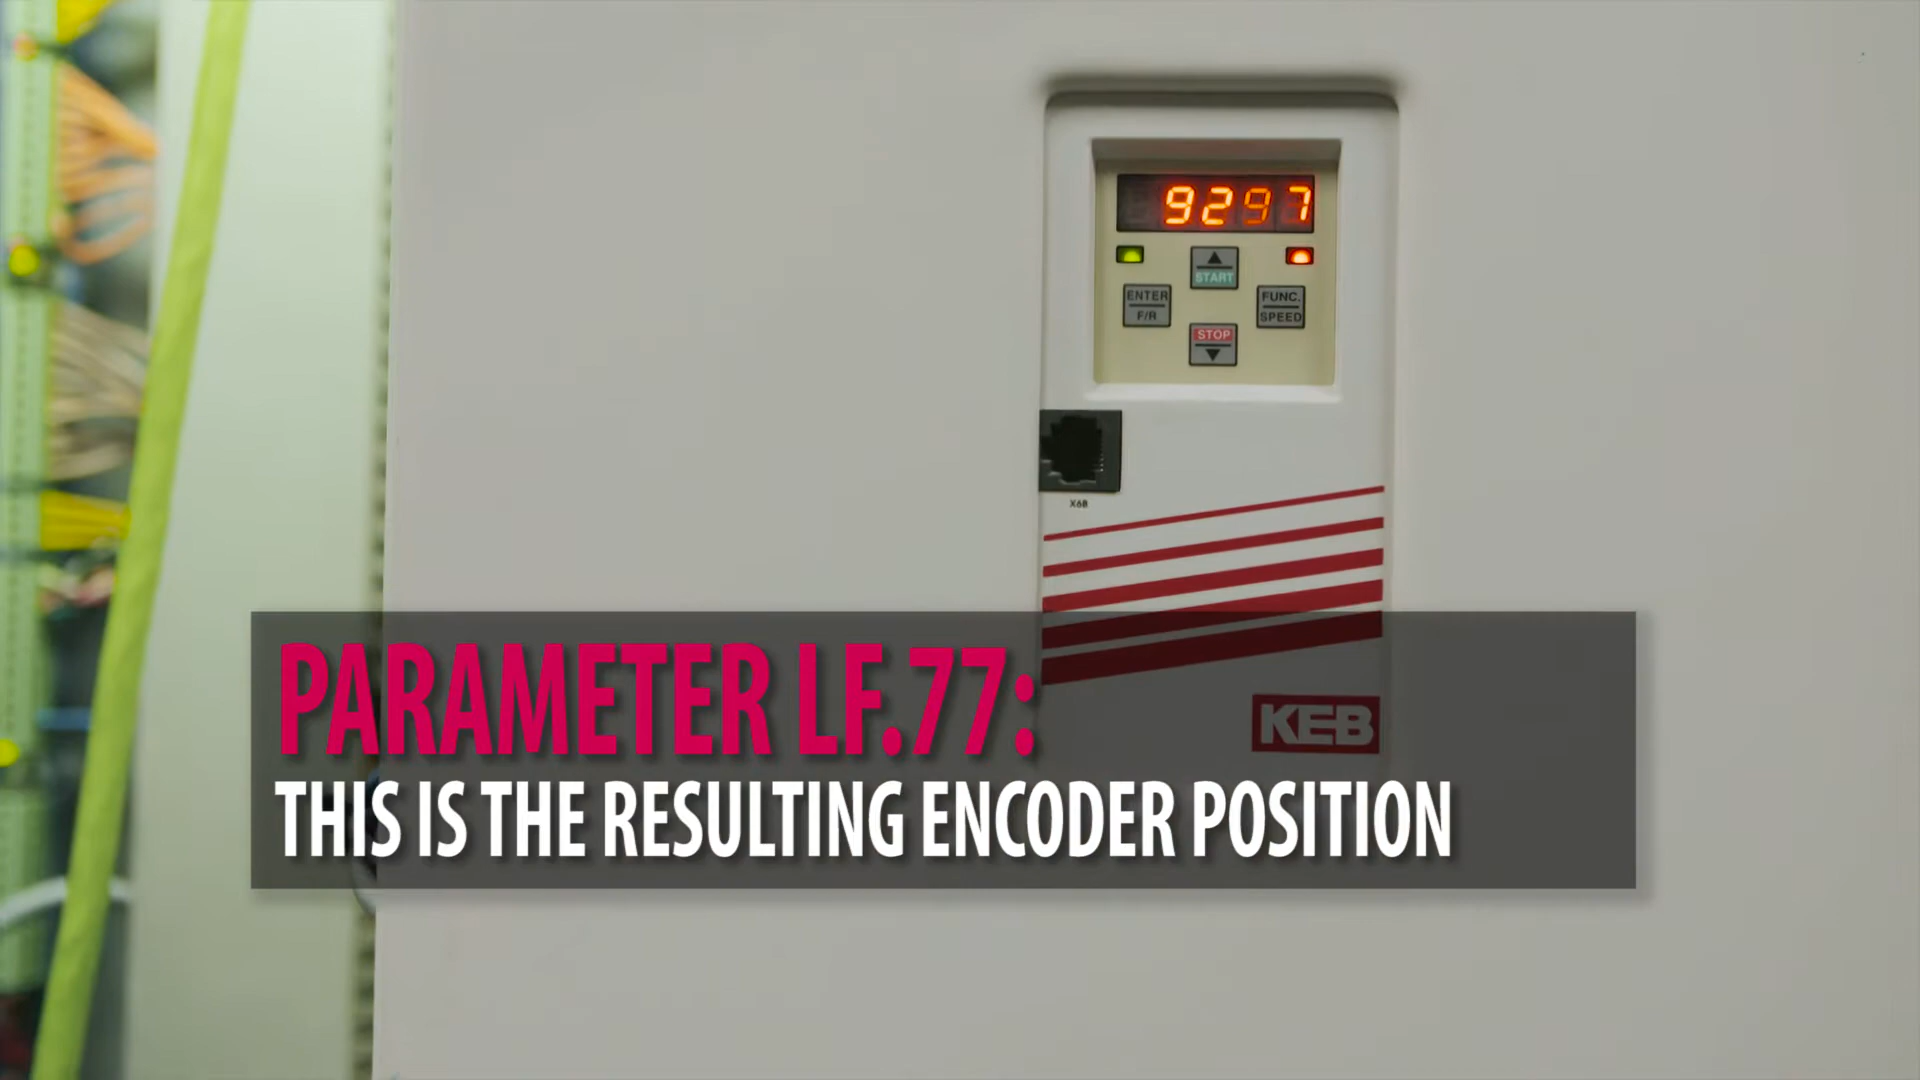 9297
START
ENTER
F/R
FUNC.
SPEED
STOP
X6B
PARAMETER LF.77:
KEB
THIS IS THE RESULTING ENCODER POSITION